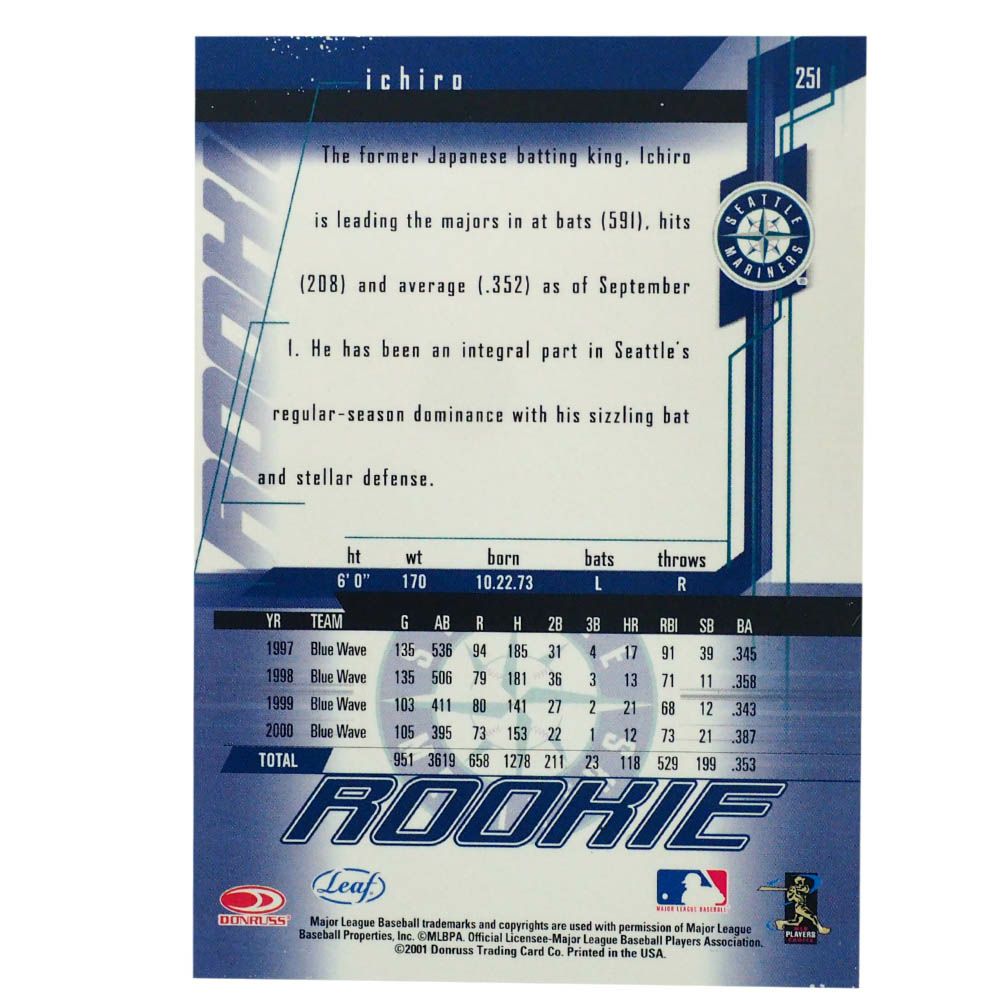 ichiro
251
The former Japanese batting king, Ichiro
is leading the majors in at bats (591), hits
(208) and average (.352) as of September
1. He has been an integral part in Seattle's
regular-season dominance with his sizzling bat
and stellar defense.
SEATTLE
MARINERS
ROOKIE
ht wt born bats throws
6' 0" 170 10.22.73 L R
YR TEAM G AB R H 2B 3B HR RBI SB BA
1997 Blue Wave 135 536 94 185 31 4 17 91 39 .345
1998 Blue Wave 135 506 79 181 36 3 13 71 11 .358
1999 Blue Wave 103 411 80 141 27 2 21 68 12 .343
2000 Blue Wave 105 395 73 153 22 1 12 73 21 .387
TOTAL 951 3619 658 1278 211 23 118 529 199 .353
ROOKIE
DONRUSS
Leaf
MAJOR LEAGUE BASEBALL
MLB
PLAYERS
CHOICE
Major League Baseball trademarks and copyrights are used with permission of Major League
Baseball Properties, Inc. ©MLBPA. Official Licensee-Major League Baseball Players Association.
©2001 Donruss Trading Card Co. Printed in the USA.